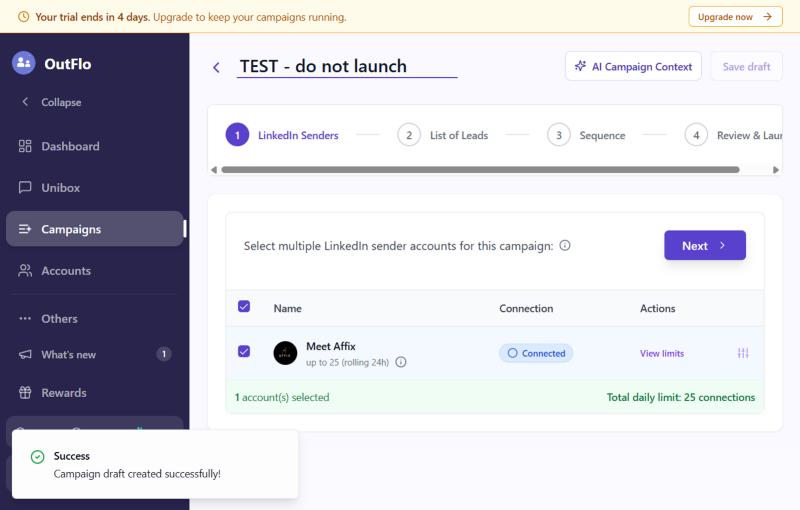 Your trial ends in 4 days. Upgrade to keep your campaigns running.
Upgrade now
OutFlo
Collapse
Dashboard
Unibox
Campaigns
Accounts
Others
What's new
1
Rewards
TEST - do not launch
AI Campaign Context
Save draft
1 LinkedIn Senders
2 List of Leads
3 Sequence
4 Review & Laun
Select multiple LinkedIn sender accounts for this campaign:
Next
Name Connection Actions
Meet Affix
up to 25 (rolling 24h)
Connected
View limits
1 account(s) selected
Total daily limit: 25 connections
Success
Campaign draft created successfully!